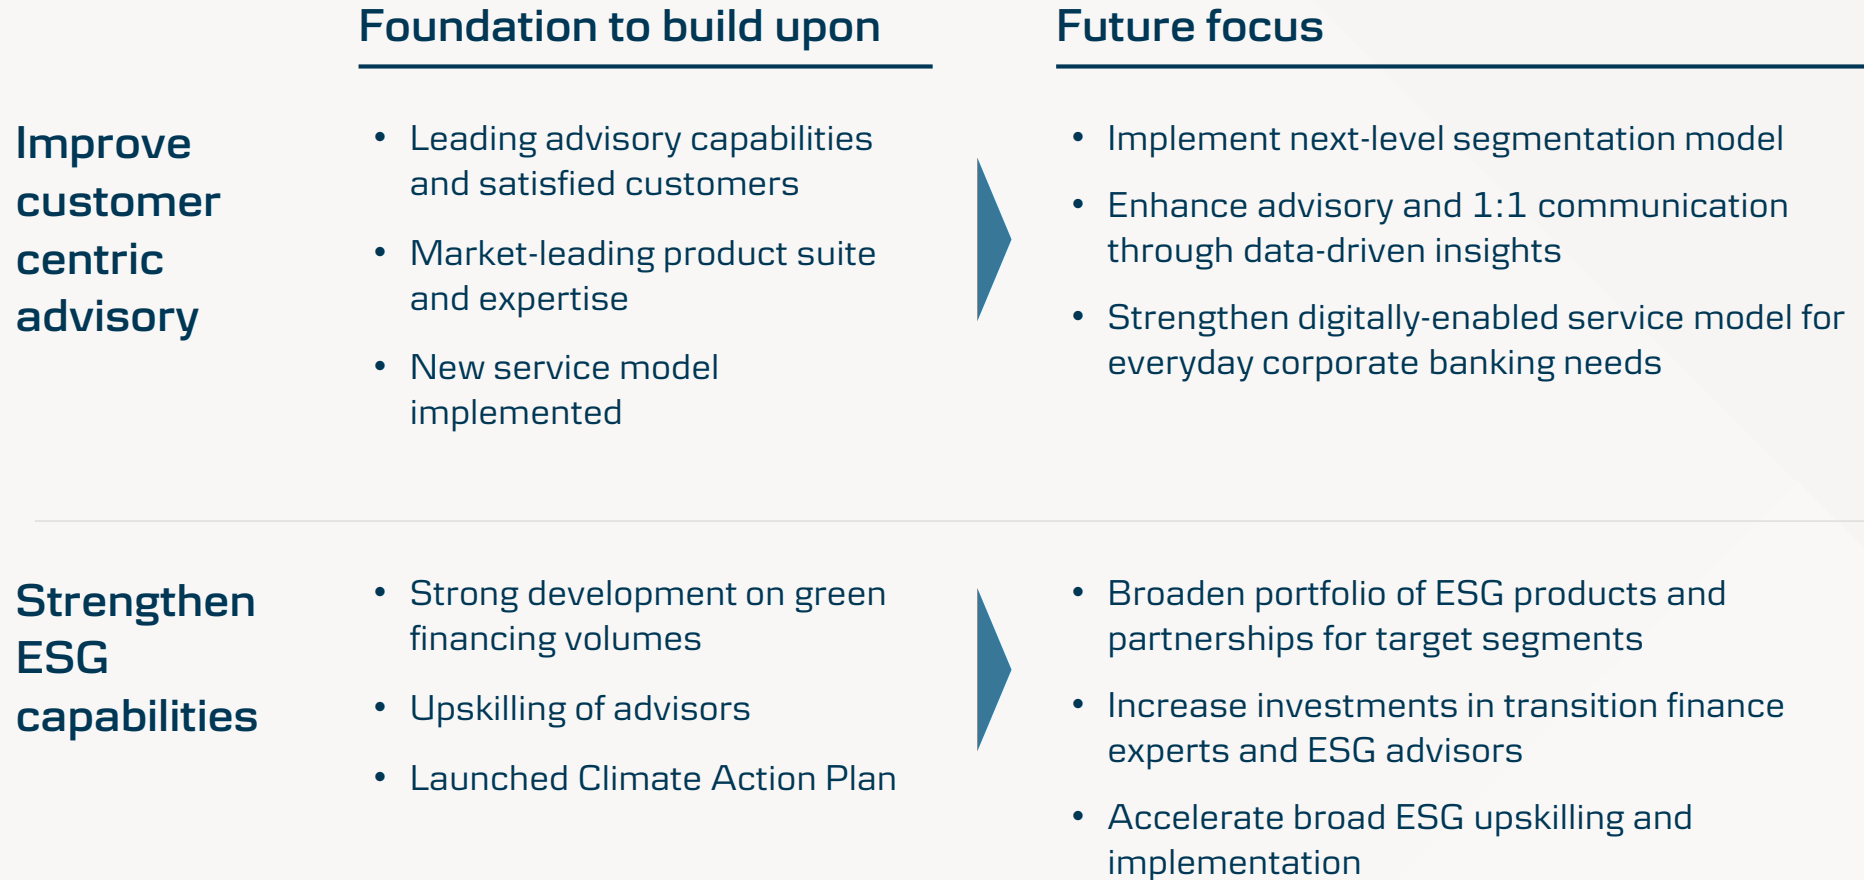 Foundation to build upon
Future focus
Improve
customer
centric
advisory
• Leading advisory capabilities
and satisfied customers
• Market-leading product suite
and expertise
• New service model
implemented
• Implement next-level segmentation model
• Enhance advisory and 1:1 communication
through data-driven insights
• Strengthen digitally-enabled service model for
everyday corporate banking needs
Strengthen
ESG
capabilities
• Strong development on green
financing volumes
• Upskilling of advisors
• Launched Climate Action Plan
• Broaden portfolio of ESG products and
partnerships for target segments
• Increase investments in transition finance
experts and ESG advisors
• Accelerate broad ESG upskilling and
implementation